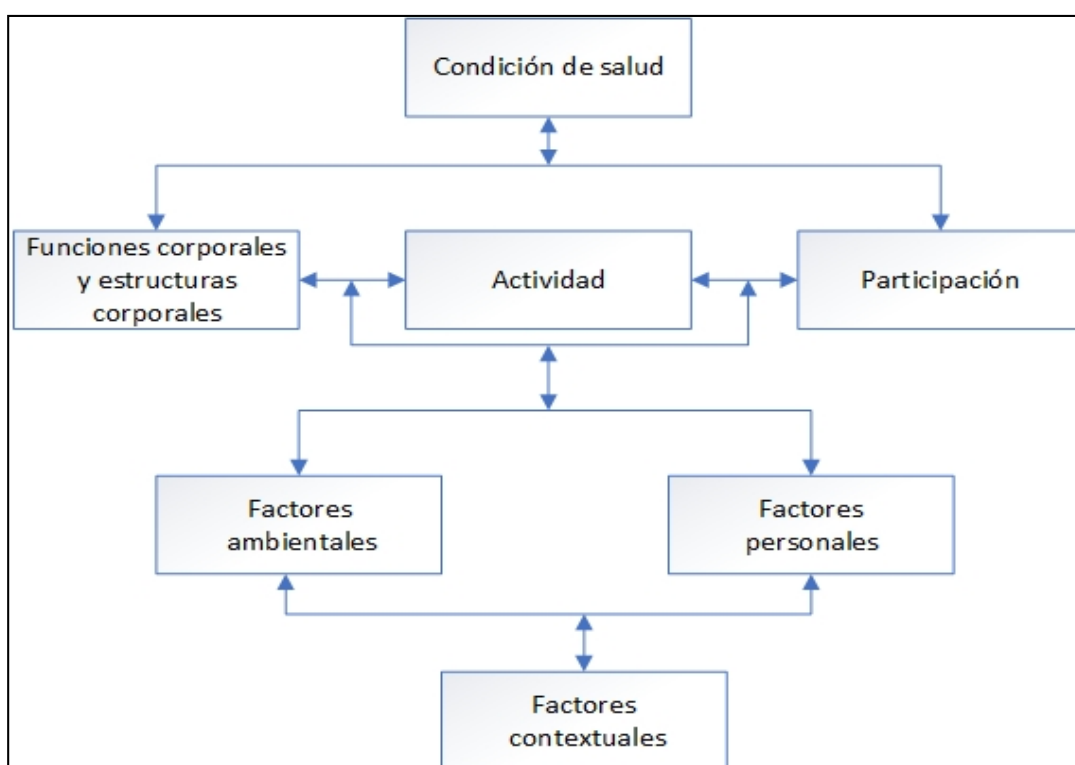 Condición de salud
Funciones corporales
y estructuras
corporales
Actividad
Participación
Factores
ambientales
Factores
personales
Factores
contextuales